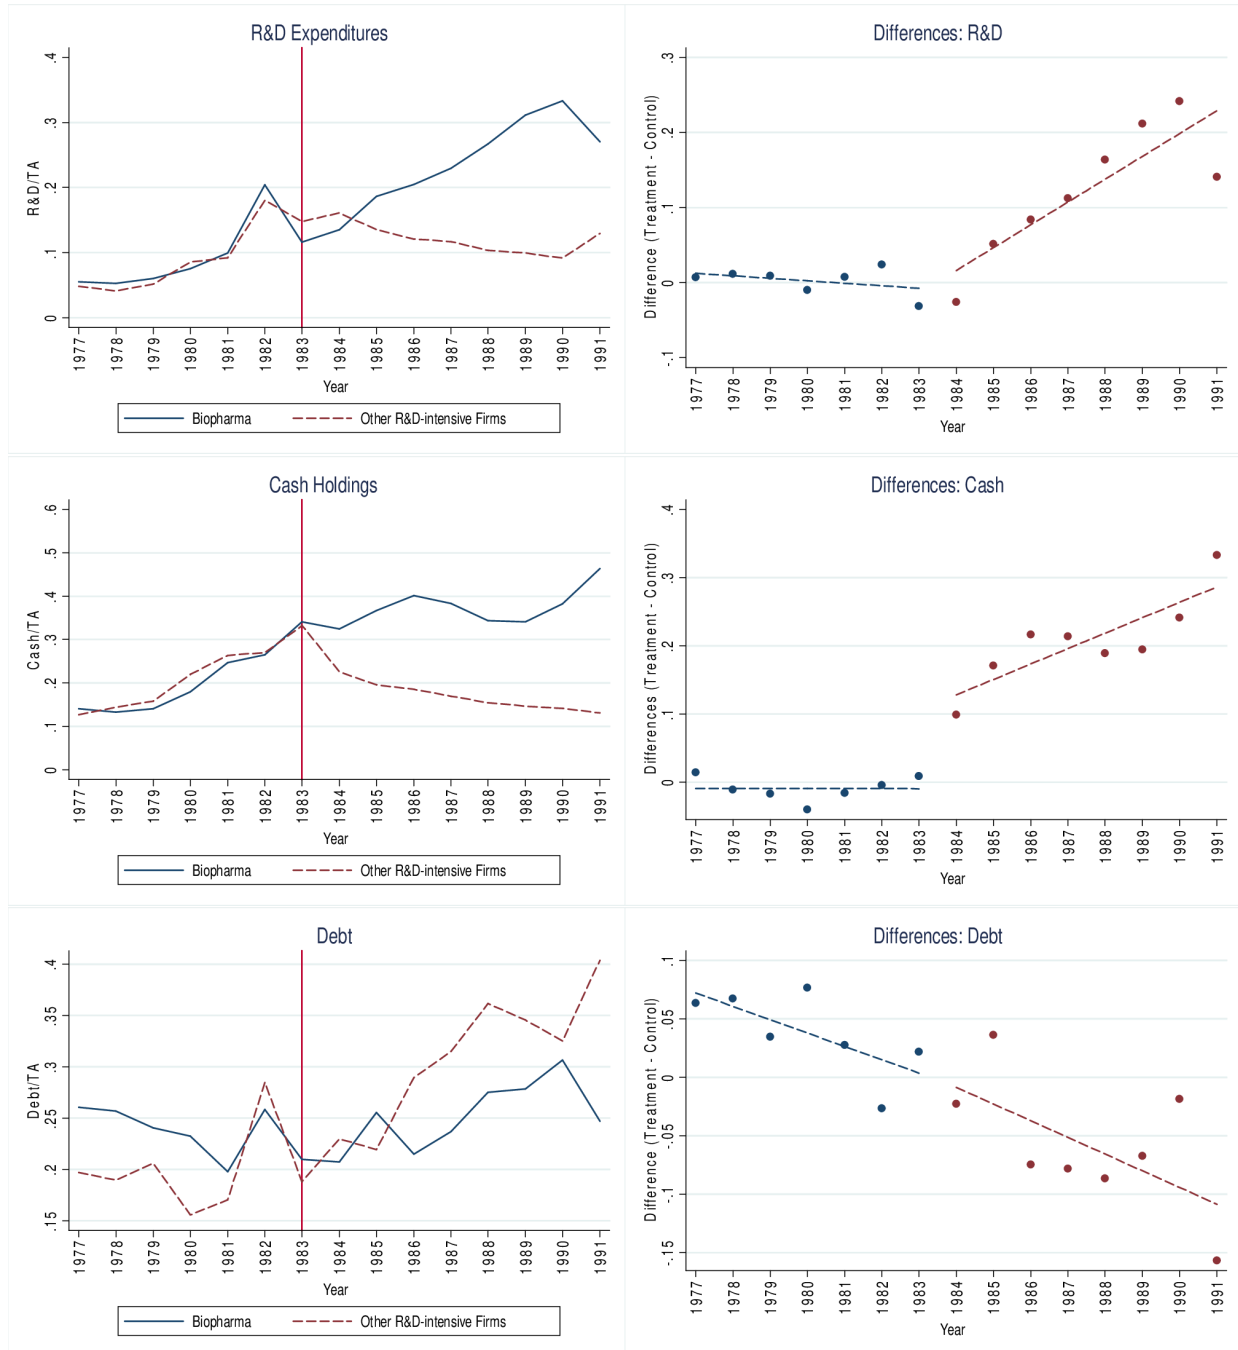 R&D Expenditures
R&D/TA
.4
.3
.2
.1
0
1977 1978 1979 1980 1981 1982 1983 1984 1985 1986 1987 1988 1989 1990 1991
Year
Biopharma Other R&D-intensive Firms
Differences: R&D
Difference (Treatment - Control)
.3
.2
.1
0
-.1
1977 1978 1979 1980 1981 1982 1983 1984 1985 1986 1987 1988 1989 1990 1991
Year
Cash Holdings
Cash/TA
.6
.5
.4
.3
.2
.1
0
1977 1978 1979 1980 1981 1982 1983 1984 1985 1986 1987 1988 1989 1990 1991
Year
Biopharma Other R&D-intensive Firms
Differences: Cash
Differences (Treatment - Control)
.4
.3
.2
.1
0
1977 1978 1979 1980 1981 1982 1983 1984 1985 1986 1987 1988 1989 1990 1991
Year
Debt
Debt/TA
.4
.35
.3
.25
.2
.15
1977 1978 1979 1980 1981 1982 1983 1984 1985 1986 1987 1988 1989 1990 1991
Year
Biopharma Other R&D-intensive Firms
Differences: Debt
Difference (Treatment - Control)
.1
.05
0
-.05
-.1
-.15
1977 1978 1979 1980 1981 1982 1983 1984 1985 1986 1987 1988 1989 1990 1991
Year